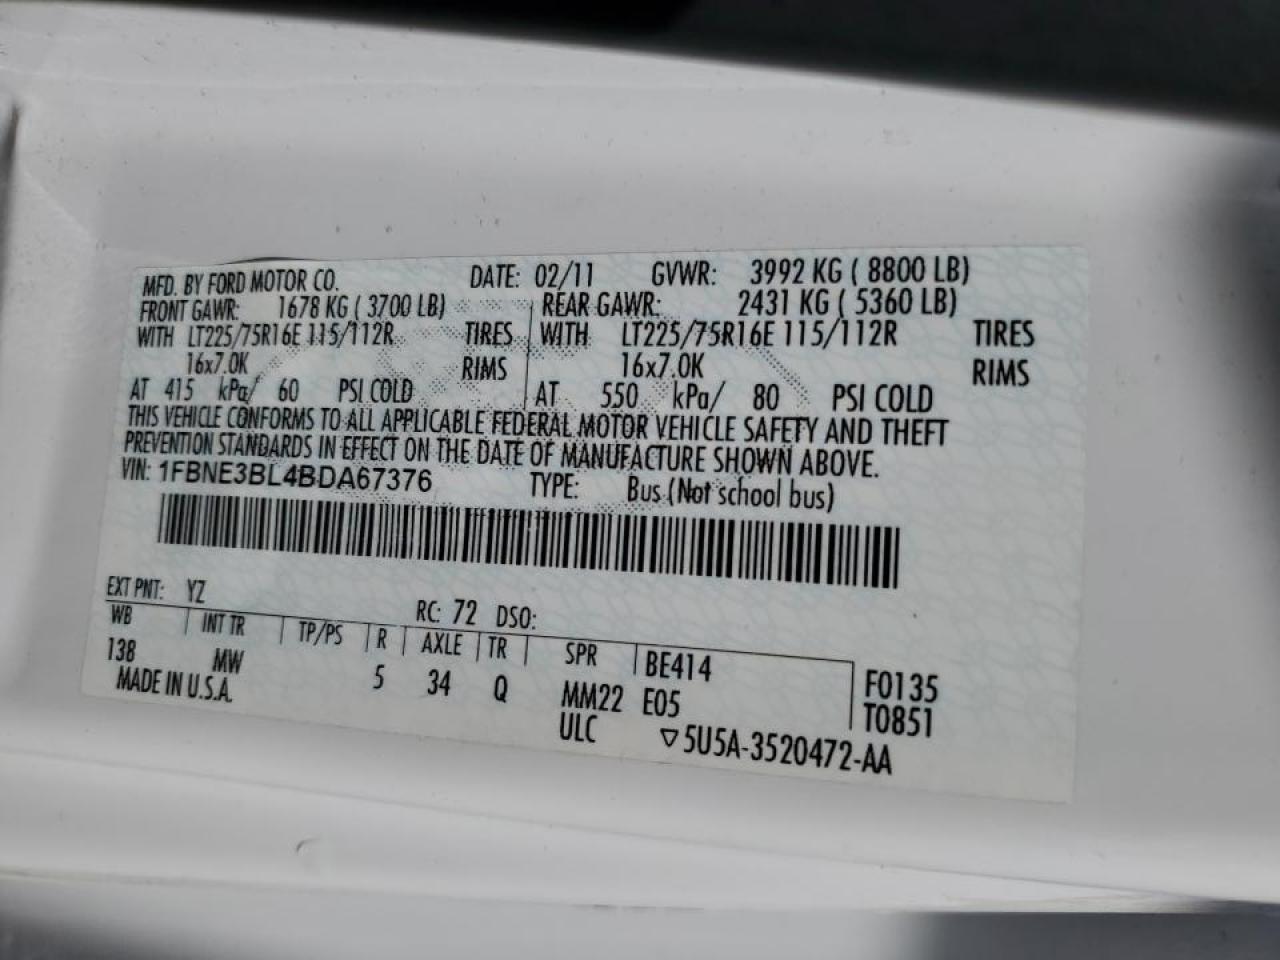 MFD. BY FORD MOTOR CO. DATE: 02/11 GVWR: 3992 KG ( 8800 LB)
FRONT GAWR: 1678 KG ( 3700 LB) REAR GAWR: 2431 KG ( 5360 LB)
WITH LT225/75R16E 115/112R TIRES WITH LT225/75R16E 115/112R TIRES
16x7.0K RIMS 16x7.0K RIMS
AT 415 kPa/ 60 PSI COLD AT 550 kPa/ 80 PSI COLD
THIS VEHICLE CONFORMS TO ALL APPLICABLE FEDERAL MOTOR VEHICLE SAFETY AND THEFT
PREVENTION STANDARDS IN EFFECT ON THE DATE OF MANUFACTURE SHOWN ABOVE.
VIN: 1FBNE3BL4BDA67376 TYPE: Bus (Not school bus)
EXT PNT: YZ RC: 72 DSO:
WB INT TR TP/PS R AXLE TR SPR BE414
138 MW 5 34 Q MM22 E05 F0135
MADE IN U.S.A. ULC T0851
▽5U5A-3520472-AA